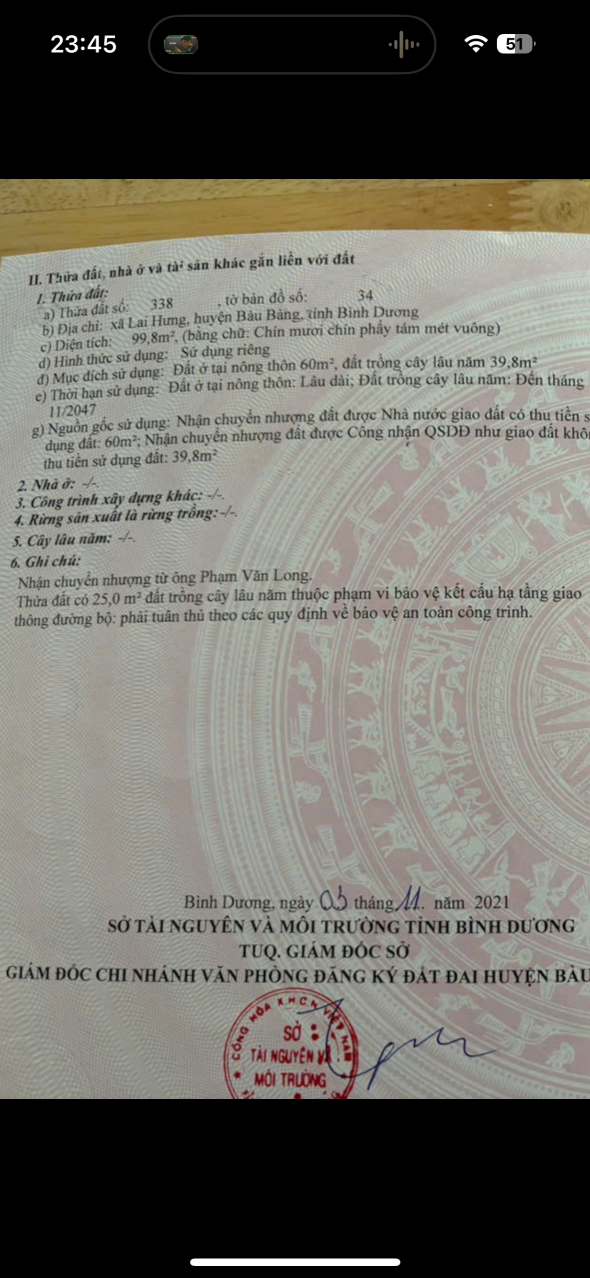 23:45
51
II. Thửa đất, nhà ở và tài sản khác gắn liền với đất
1. Thửa đất:
a) Thửa đất số: 338 , tờ bản đồ số: 34
b) Địa chỉ: xã Lai Hưng, huyện Bàu Bàng, tỉnh Bình Dương
c) Diện tích: 99,8m², (bằng chữ: Chín mươi chín phẩy tám mét vuông)
d) Hình thức sử dụng: Sử dụng riêng
đ) Mục đích sử dụng: Đất ở tại nông thôn 60m², đất trồng cây lâu năm 39,8m²
e) Thời hạn sử dụng: Đất ở tại nông thôn: Lâu dài; Đất trồng cây lâu năm: Đến tháng
11/2047
g) Nguồn gốc sử dụng: Nhận chuyển nhượng đất được Nhà nước giao đất có thu tiền s
dụng đất: 60m²; Nhận chuyển nhượng đất được Công nhận QSDĐ như giao đất khôn
thu tiền sử dụng đất: 39,8m²
2. Nhà ở: -/-.
3. Công trình xây dựng khác: -/-.
4. Rừng sản xuất là rừng trồng: -/-.
5. Cây lâu năm: -/-.
6. Ghi chú:
Nhận chuyển nhượng từ ông Phạm Văn Long.
Thửa đất có 25,0 m² đất trồng cây lâu năm thuộc phạm vi bảo vệ kết cấu hạ tầng giao
thông đường bộ: phải tuân thủ theo các quy định về bảo vệ an toàn công trình.
Bình Dương, ngày 03 tháng 11. năm 2021
SỞ TÀI NGUYÊN VÀ MÔI TRƯỜNG TỈNH BÌNH DƯƠNG
TUQ. GIÁM ĐỐC SỞ
GIÁM ĐỐC CHI NHÁNH VĂN PHÒNG ĐĂNG KÝ ĐẤT ĐAI HUYỆN BÀU
CỘNG HÒA X.H.C.N VIỆT NAM
SỞ
TÀI NGUYÊN VÀ
MÔI TRƯỜNG